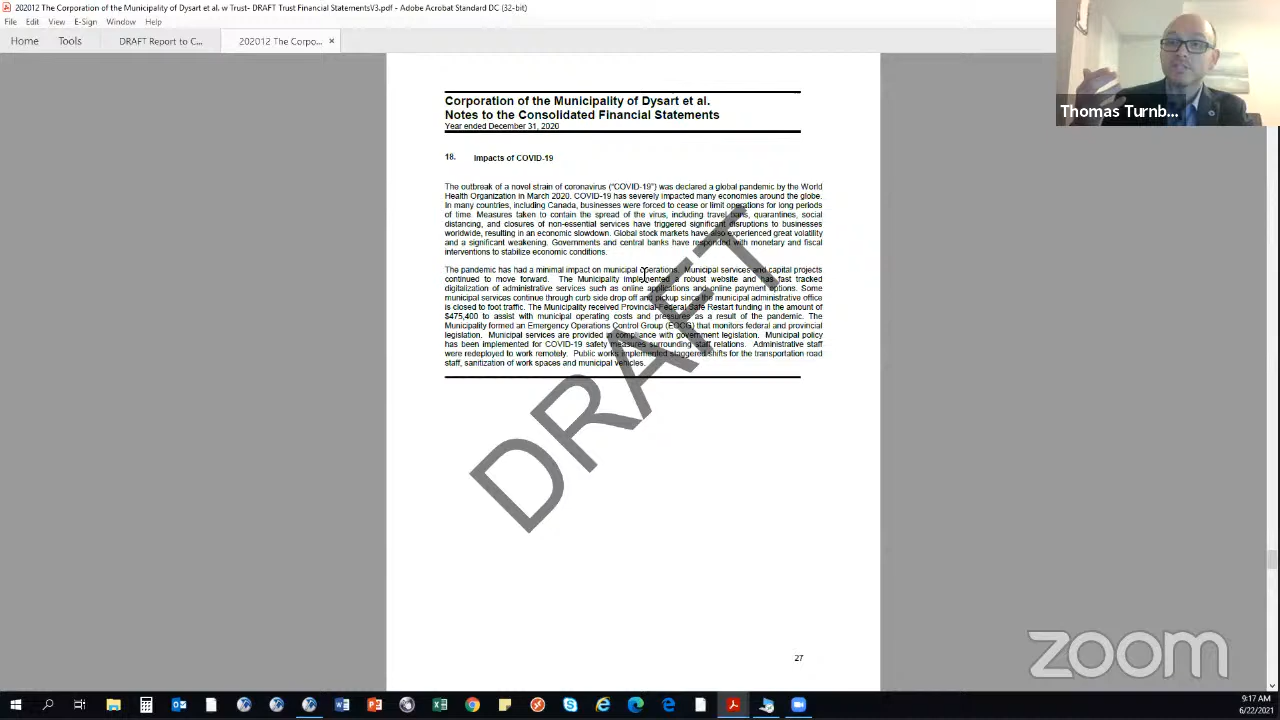 202012 The Corporation of the Municipality of Dysart et al. w Trust- DRAFT Trust Financial StatementsV3.pdf - Adobe Acrobat Standard DC (32-bit)
File Edit View E-Sign Window Help
Home Tools DRAFT Report to C... 202012 The Corpo... ×
Thomas Turnb...
Corporation of the Municipality of Dysart et al.
Notes to the Consolidated Financial Statements
Year ended December 31, 2020
18. Impacts of COVID-19
The outbreak of a novel strain of coronavirus (“COVID-19”) was declared a global pandemic by the World
Health Organization in March 2020. COVID-19 has severely impacted many economies around the globe.
In many countries, including Canada, businesses were forced to cease or limit operations for long periods
of time. Measures taken to contain the spread of the virus, including travel bans, quarantines, social
distancing, and closures of non-essential services have triggered significant disruptions to businesses
worldwide, resulting in an economic slowdown. Global stock markets have also experienced great volatility
and a significant weakening. Governments and central banks have responded with monetary and fiscal
interventions to stabilize economic conditions.
The pandemic has had a minimal impact on municipal operations. Municipal services and capital projects
continued to move forward. The Municipality implemented a robust website and has fast tracked
digitalization of administrative services such as online applications and online payment options. Some
municipal services continue through curb side drop off and pickup since the municipal administrative office
is closed to foot traffic. The Municipality received Provincial-Federal Safe Restart funding in the amount of
$475,400 to assist with municipal operating costs and pressures as a result of the pandemic. The
Municipality formed an Emergency Operations Control Group (EOCG) that monitors federal and provincial
legislation. Municipal services are provided in compliance with government legislation. Municipal policy
has been implemented for COVID-19 safety measures surrounding staff relations. Administrative staff
were redeployed to work remotely. Public works implemented staggered shifts for the transportation road
staff, sanitization of work spaces and municipal vehicles.
DRAFT
27
zoom
9:17 AM
6/22/2021